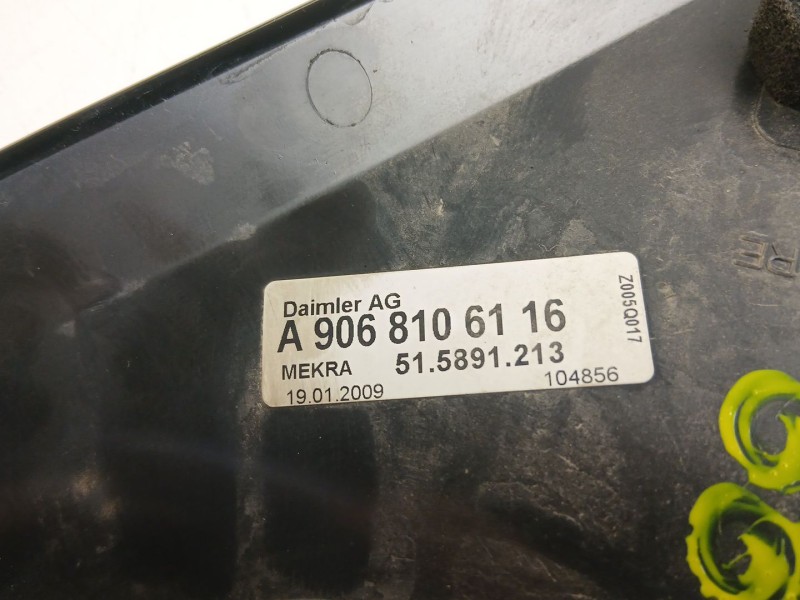 Daimler AG
A 906 810 61 16
MEKRA 51.5891.213
19.01.2009 104856
Z005Q017